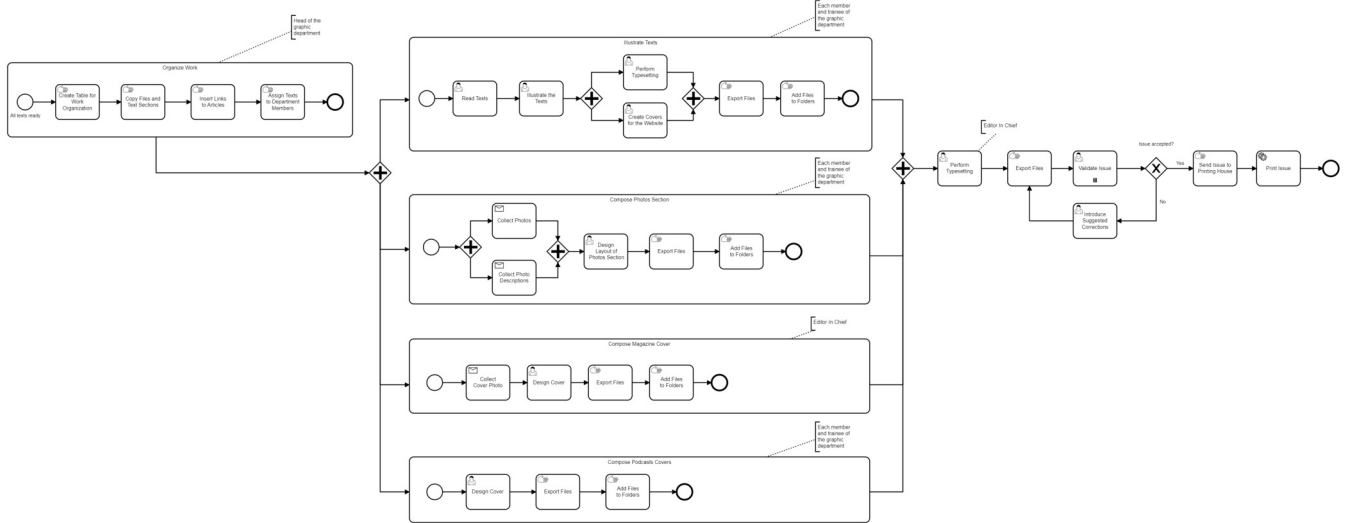 Head of the
graphic
department
Organize Work
All texts ready
Create Table for
Work
Organization
Copy Files and
Text Sections
Insert Links
to Articles
Assign Texts
to Department
Members
Each member
and trainee of
the graphic
department
Illustrate Texts
Read Texts
Illustrate the
Texts
Perform
Typesetting
Create Covers
for the Website
Export Files
Add Files
to Folders
Each member
and trainee of
the graphic
department
Compose Photos Section
Collect Photos
Collect Photo
Descriptions
Design
Layout of
Photos Section
Export Files
Add Files
to Folders
Editor In Chief
Compose Magazine Cover
Collect
Cover Photo
Design Cover
Export Files
Add Files
to Folders
Each member
and trainee of
the graphic
department
Compose Podcasts Covers
Design Cover
Export Files
Add Files
to Folders
Editor In Chief
Perform
Typesetting
Export Files
Validate Issue
Issue accepted?
Yes
No
Introduce
Suggested
Corrections
Send Issue to
Printing House
Print Issue